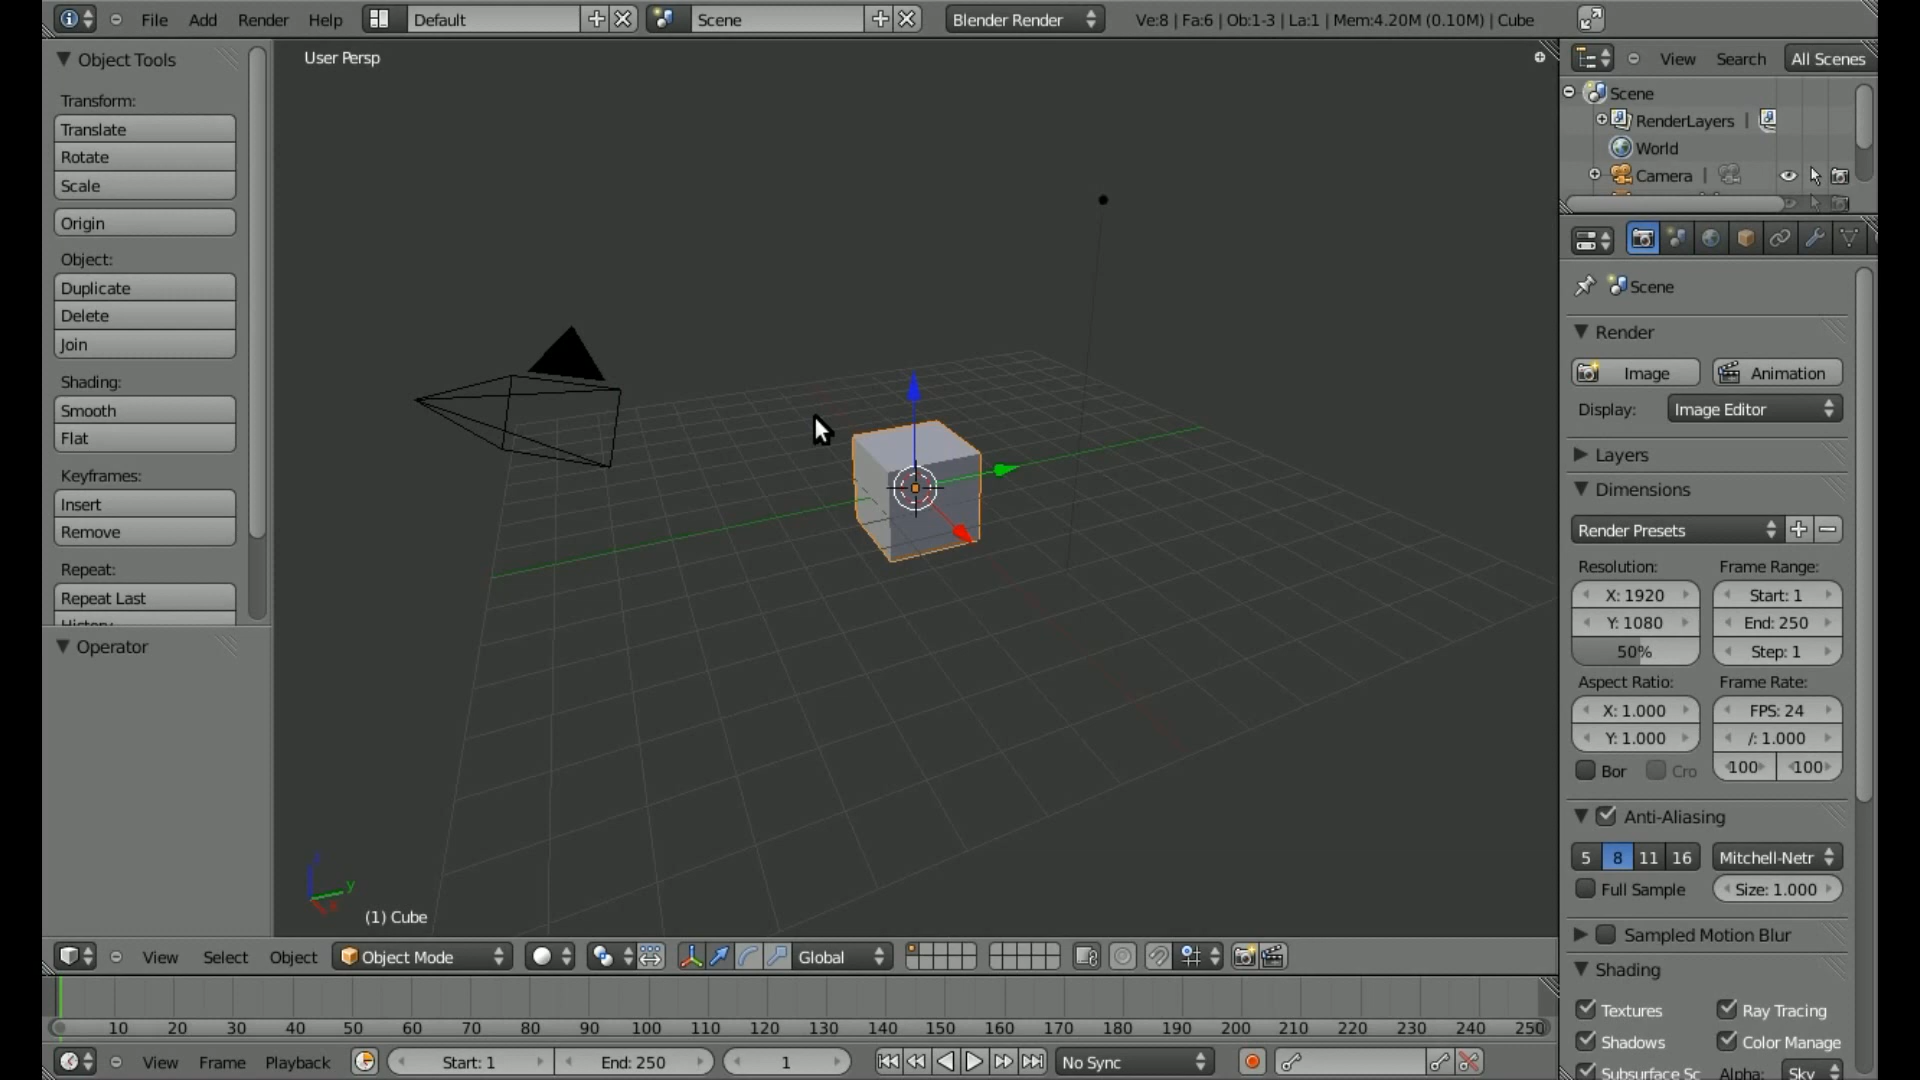 File Add Render Help Default Scene Blender Render Ve:8 | Fa:6 | Ob:1-3 | La:1 | Mem:4.20M (0.10M) | Cube
Object Tools
Transform:
Translate
Rotate
Scale
Origin
Object:
Duplicate
Delete
Join
Shading:
Smooth
Flat
Keyframes:
Insert
Remove
Repeat:
Repeat Last
History
Operator
User Persp
y
(1) Cube
View Search All Scenes
Scene
RenderLayers |
World
Camera |
Scene
Render
Image Animation
Display: Image Editor
Layers
Dimensions
Render Presets
Resolution: Frame Range:
X: 1920 Start: 1
Y: 1080 End: 250
50% Step: 1
Aspect Ratio: Frame Rate:
X: 1.000 FPS: 24
Y: 1.000 /: 1.000
Bor Cro 100 100
Anti-Aliasing
5 8 11 16 Mitchell-Netr
Full Sample Size: 1.000
Sampled Motion Blur
Shading
Textures Ray Tracing
Shadows Color Manage
Subsurface Sc Alpha: Sky
View Select Object Object Mode Global
10 20 30 40 50 60 70 80 90 100 110 120 130 140 150 160 170 180 190 200 210 220 230 240 250
View Frame Playback Start: 1 End: 250 1 No Sync